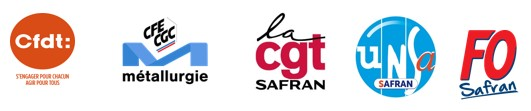 Cfdt:
S'ENGAGER POUR CHACUN
AGIR POUR TOUS
CFE
CGC
métallurgie
la
cgt
SAFRAN
UNSa
SAFRAN
FO
Safran